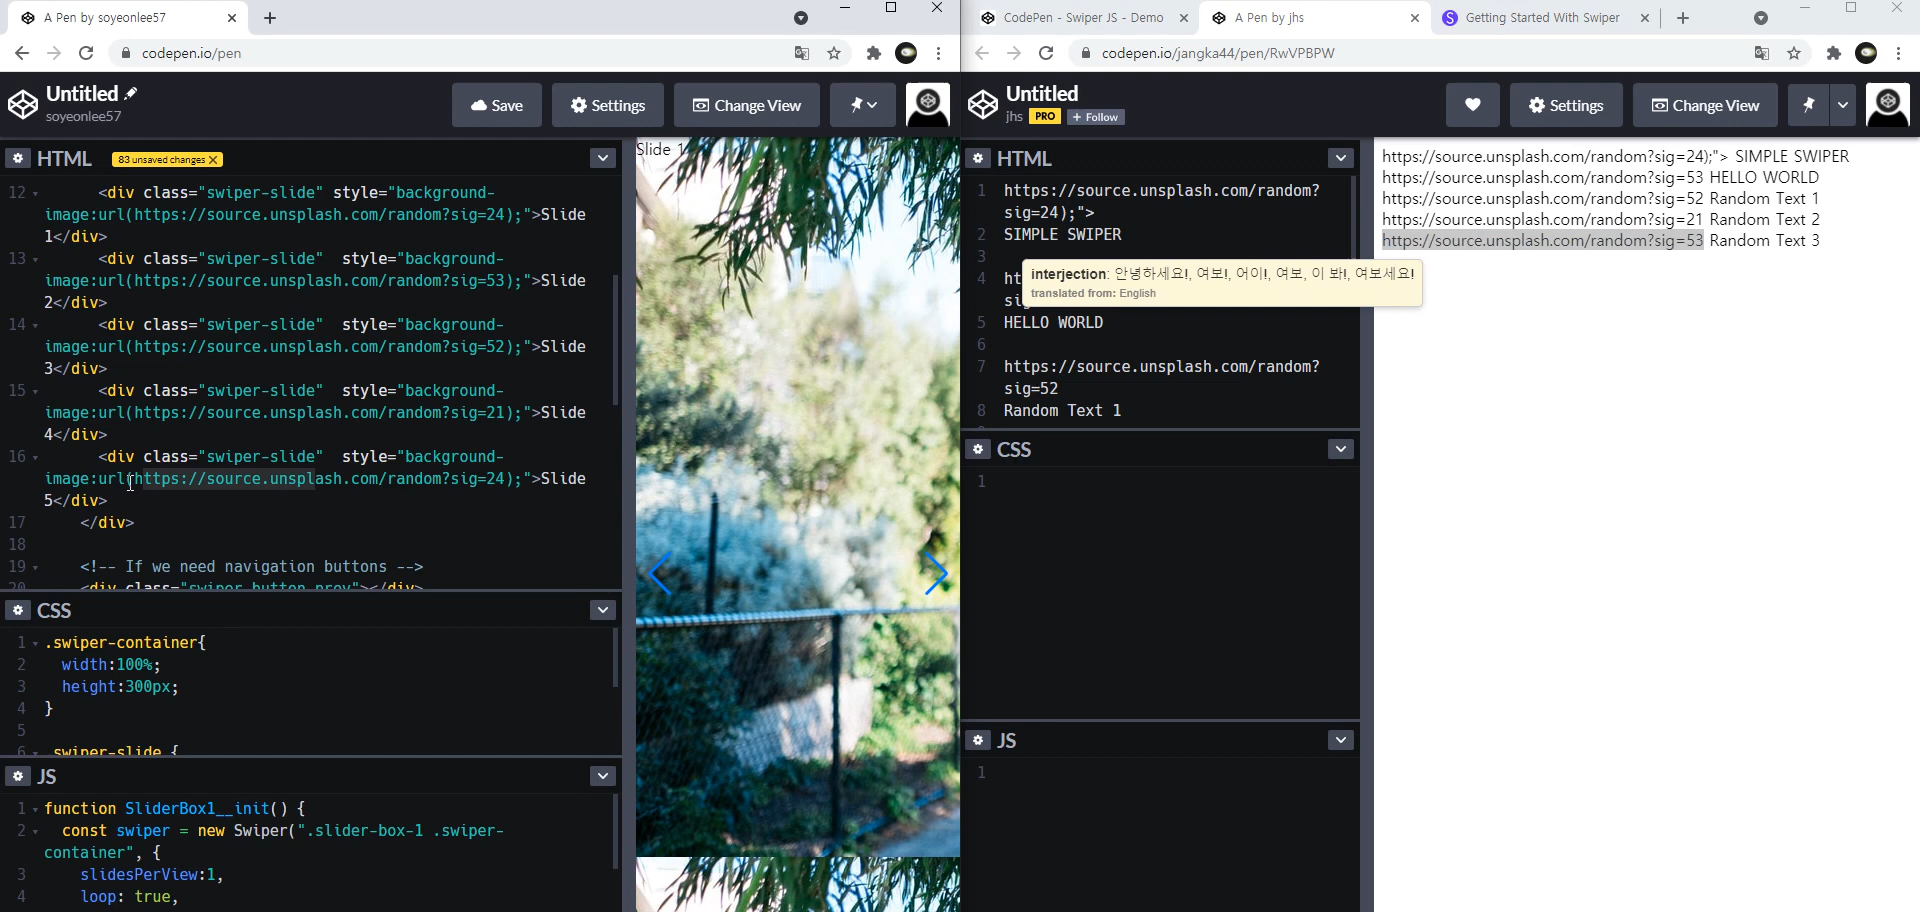 A Pen by soyeonlee57
codepen.io/pen
Untitled
soyeonlee57
Save
Settings
Change View
HTML
83 unsaved changes X
12
<div class="swiper-slide" style="background-
image:url(https://source.unsplash.com/random?sig=24);">Slide
1</div>
13
<div class="swiper-slide"  style="background-
image:url(https://source.unsplash.com/random?sig=53);">Slide
2</div>
14
<div class="swiper-slide"  style="background-
image:url(https://source.unsplash.com/random?sig=52);">Slide
3</div>
15
<div class="swiper-slide"  style="background-
image:url(https://source.unsplash.com/random?sig=21);">Slide
4</div>
16
<div class="swiper-slide"  style="background-
image:url(https://source.unsplash.com/random?sig=24);">Slide
5</div>
17
</div>
18
19
<!-- If we need navigation buttons -->
20
<div class="swiper-button-prev"></div>
CSS
1
.swiper-container{
2
width:100%;
3
height:300px;
4
}
5
6
.swiper-slide {
JS
1
function SliderBox1__init() {
2
const swiper = new Swiper(".slider-box-1 .swiper-
container", {
3
slidesPerView:1,
4
loop: true,
Slide 1
CodePen - Swiper JS - Demo
A Pen by jhs
Getting Started With Swiper
codepen.io/jangka44/pen/RwVPBPW
Untitled
jhs PRO + Follow
Settings
Change View
HTML
1
https://source.unsplash.com/random?
sig=24);">
2
SIMPLE SWIPER
3
4
ht
interjection: 안녕하세요!, 여보!, 어이!, 여보, 이 봐!, 여보세요!
translated from: English
5
HELLO WORLD
6
7
https://source.unsplash.com/random?
sig=52
8
Random Text 1
CSS
1
JS
1
https://source.unsplash.com/random?sig=24);"> SIMPLE SWIPER
https://source.unsplash.com/random?sig=53 HELLO WORLD
https://source.unsplash.com/random?sig=52 Random Text 1
https://source.unsplash.com/random?sig=21 Random Text 2
https://source.unsplash.com/random?sig=53 Random Text 3